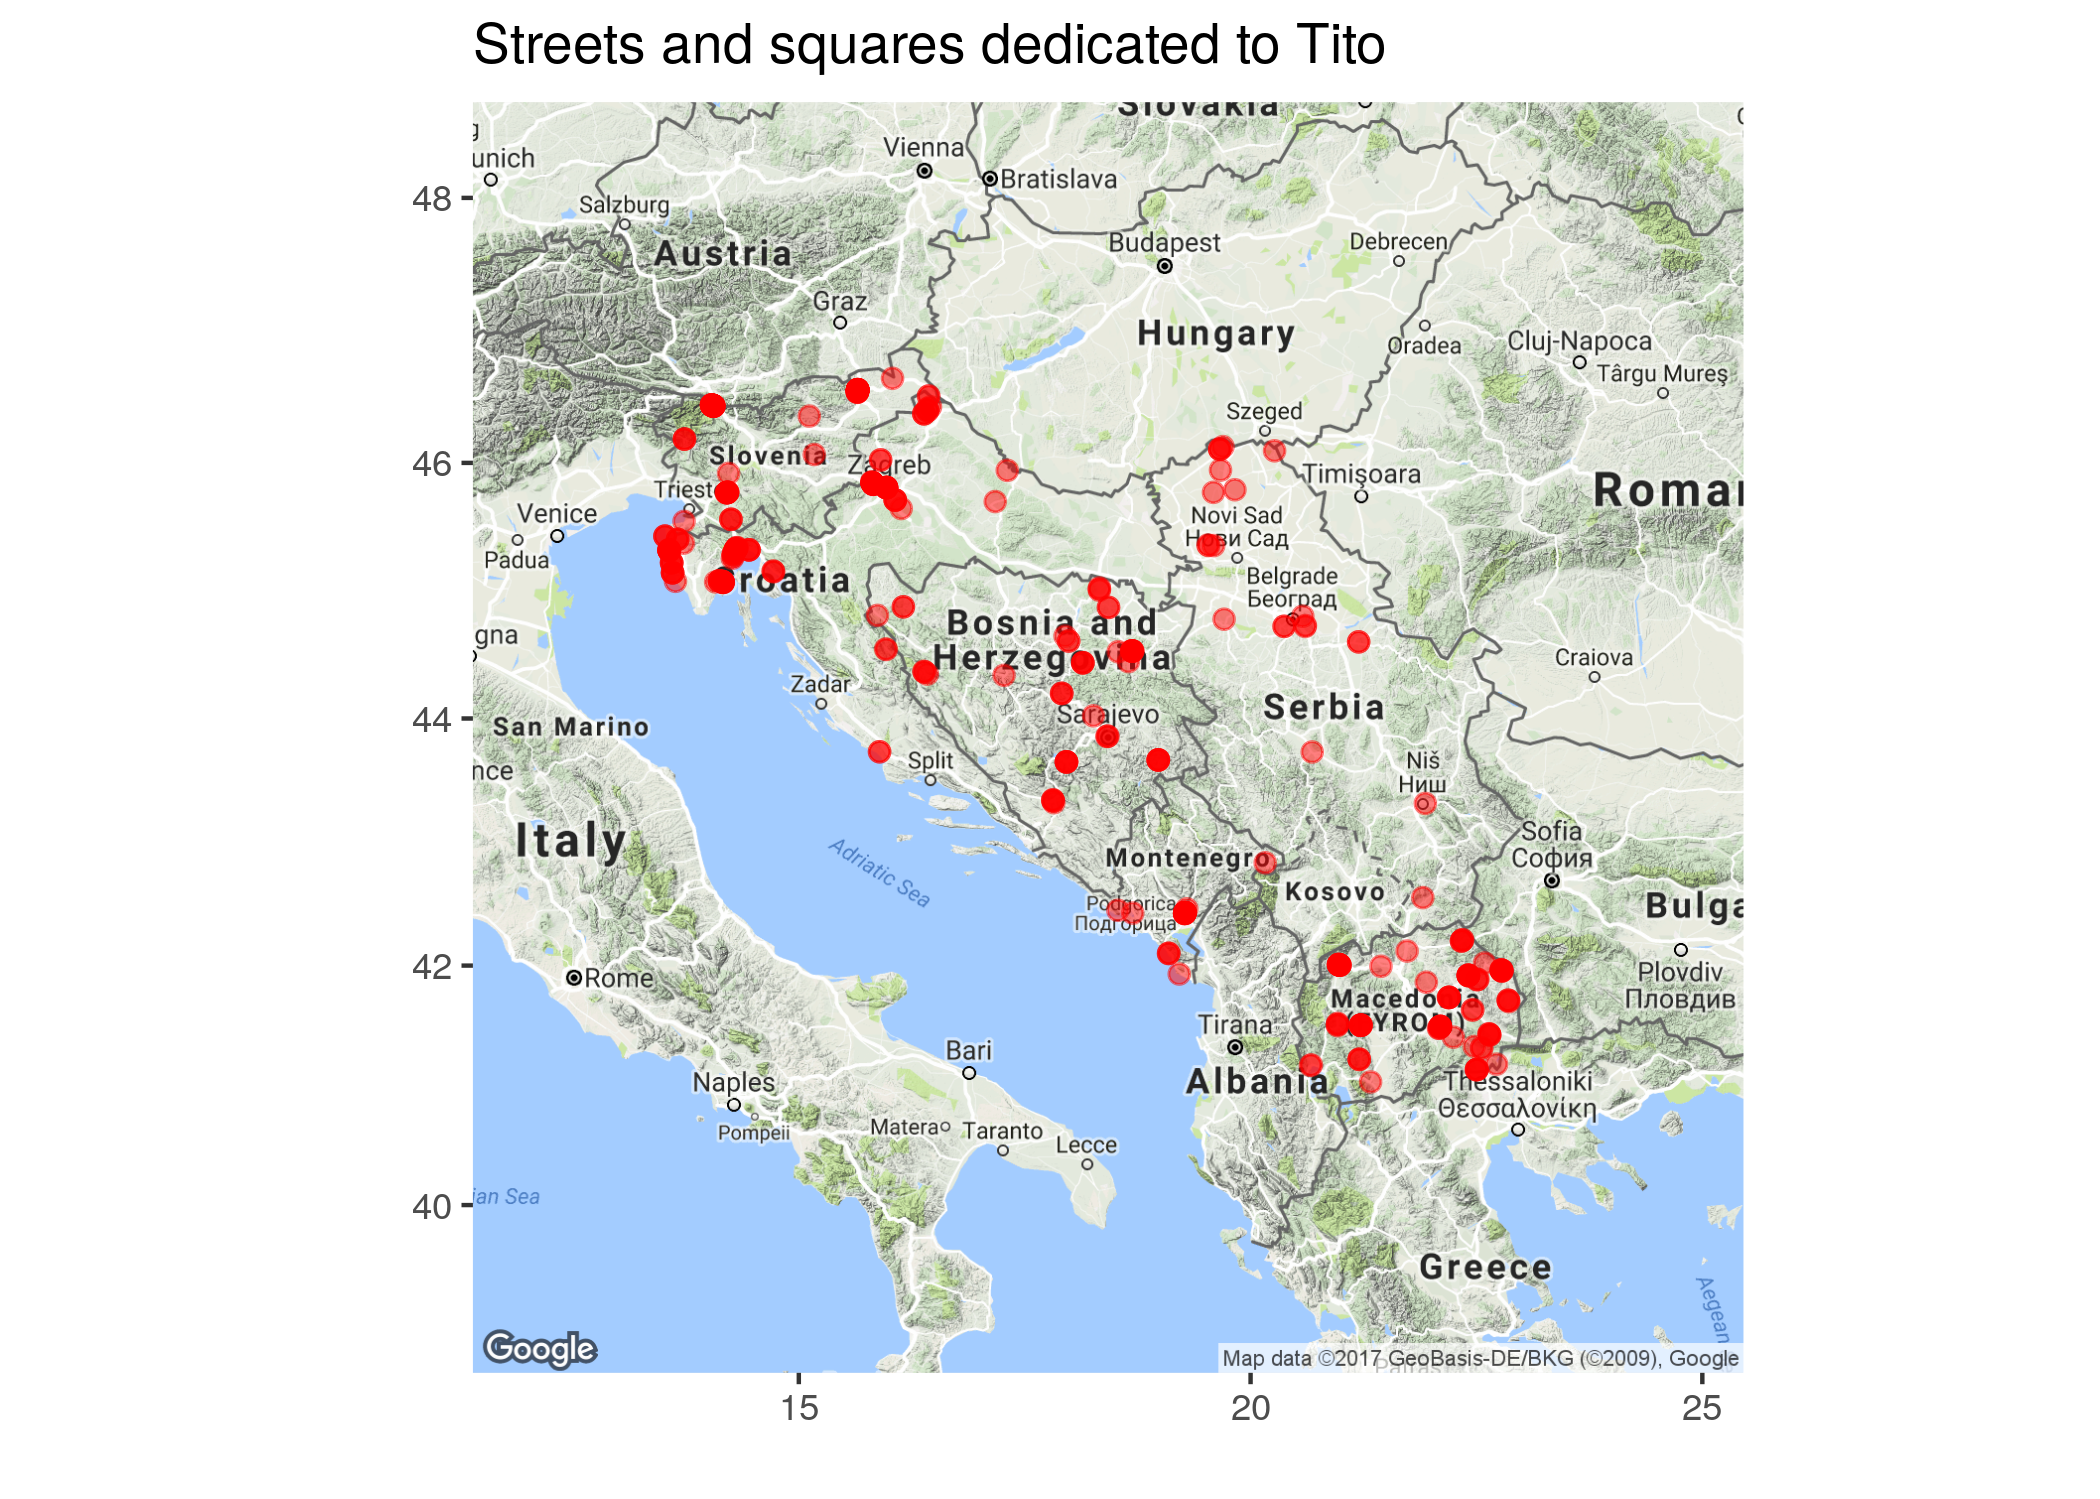 Streets and squares dedicated to Tito
Slovakia
unich
Vienna
Bratislava
48
Salzburg
Austria
Budapest
Debrecen
Graz
Hungary
Oradea
Cluj-Napoca
Târgu Mureş
Szeged
46
Slovenia
Zagreb
Timişoara
Triest
Romar
Venice
Padua
Novi Sad
Нови Сад
Croatia
Belgrade
Београд
gna
Bosnia and
Herzegovina
Craiova
Zadar
44
San Marino
Sarajevo
Serbia
nce
Split
Niš
Ниш
Italy
Adriatic Sea
Sofia
София
Montenegro
Kosovo
Podgorica
Подгорица
Bulga
42
Rome
Plovdiv
Пловдив
Macedonia
(FYROM)
Tirana
Bari
Albania
Naples
Thessaloniki
Θεσσαλονίκη
Pompeii
Matera
Taranto
Lecce
40
ian Sea
Greece
Aegean
Google
Map data ©2017 GeoBasis-DE/BKG (©2009), Google
15
20
25